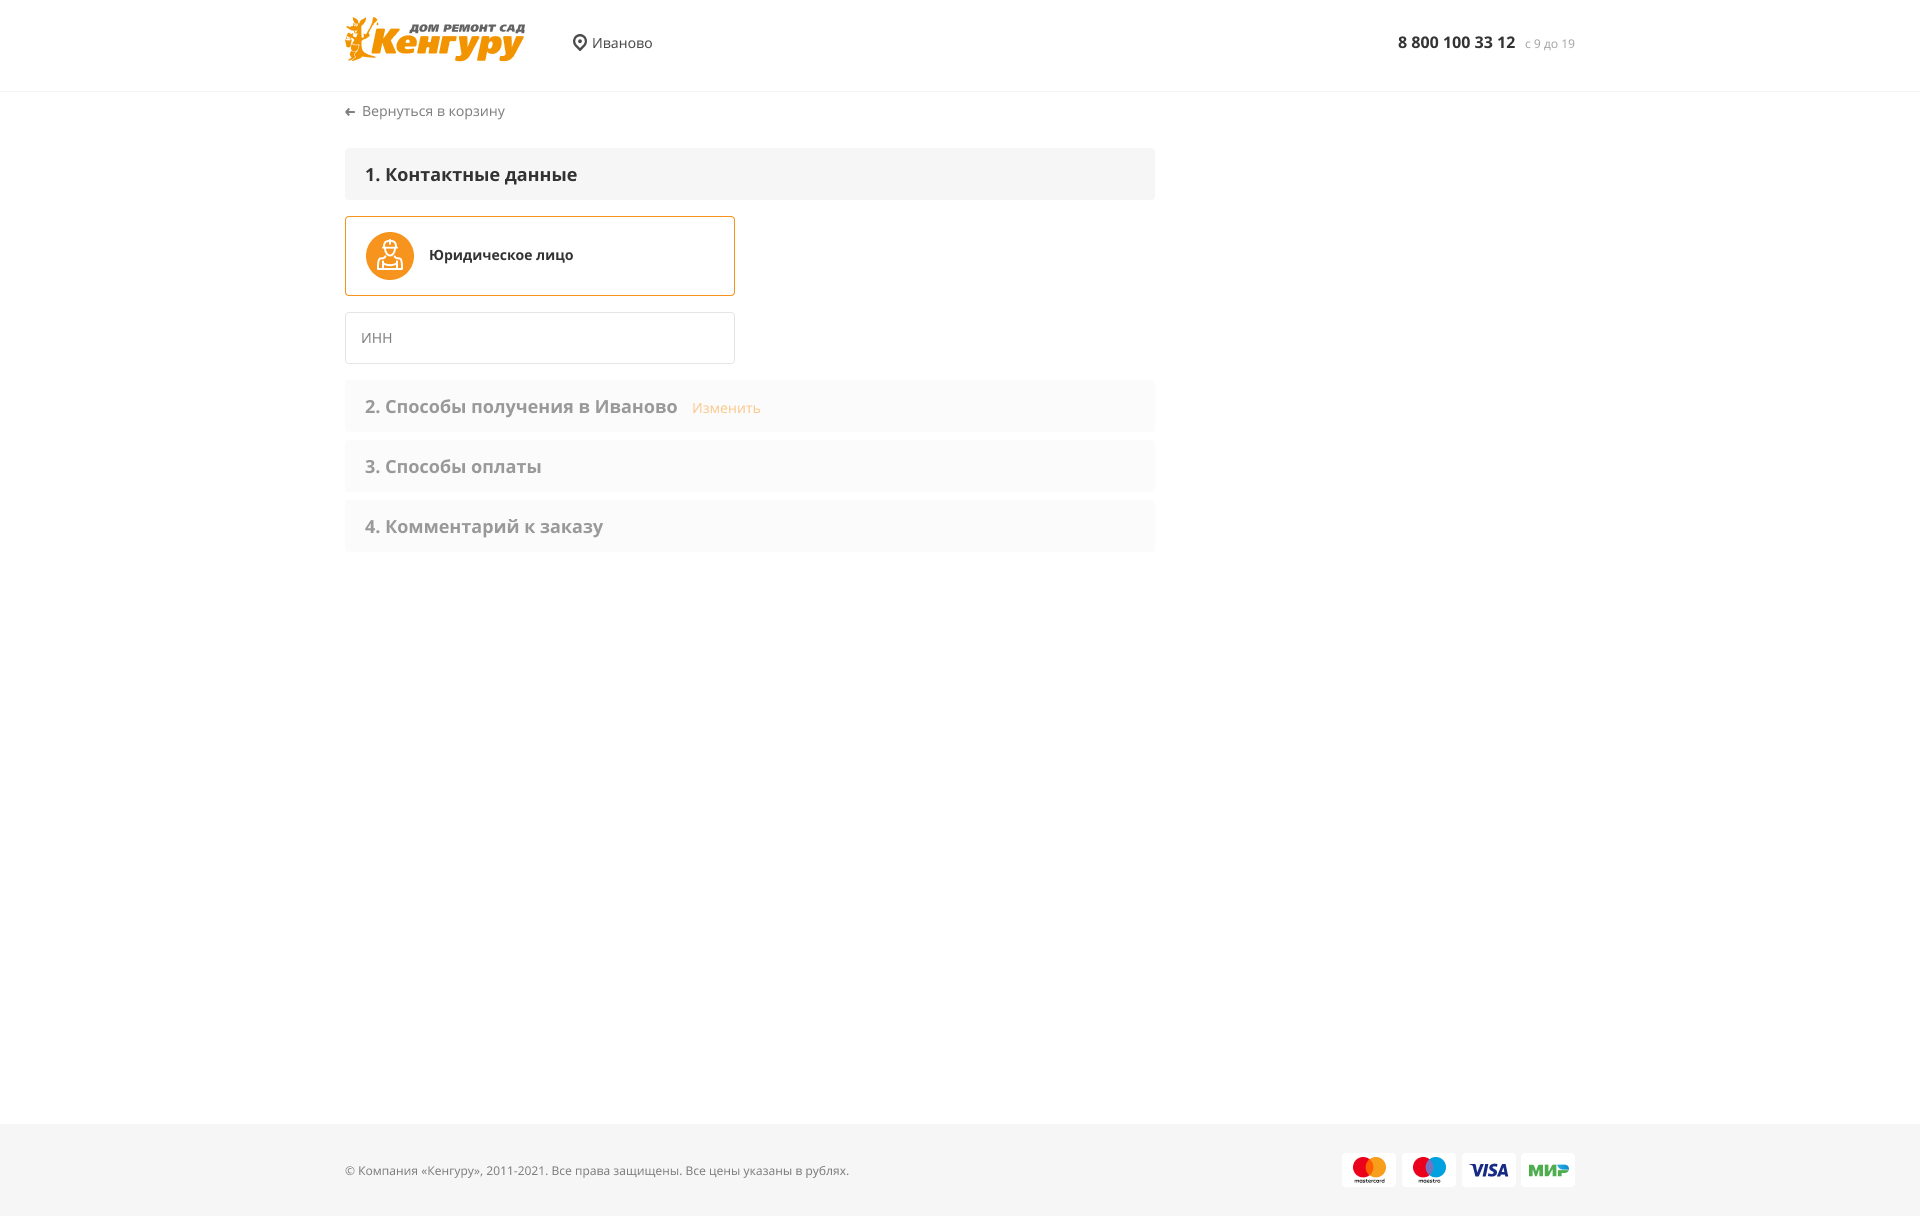 ДОМ РЕМОНТ САД
Кенгуру
Иваново
8 800 100 33 12 с 9 до 19
Вернуться в корзину
1. Контактные данные
Юридическое лицо
ИНН
2. Способы получения в Иваново Изменить
3. Способы оплаты
4. Комментарий к заказу
© Компания «Кенгуру», 2011-2021. Все права защищены. Все цены указаны в рублях.
mastercard maestro VISA МИР